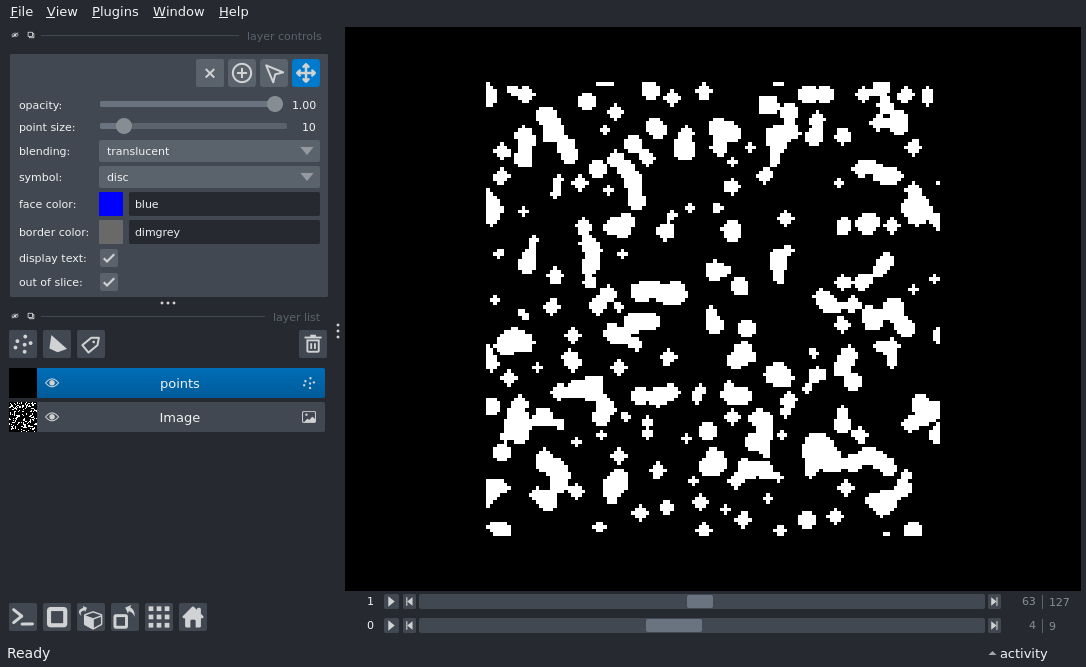 File View Plugins Window Help
layer controls
opacity: 1.00
point size: 10
blending: translucent
symbol: disc
face color: blue
border color: dimgrey
display text:
out of slice:
layer list
points
Image
1 63 127
0 4 9
Ready activity